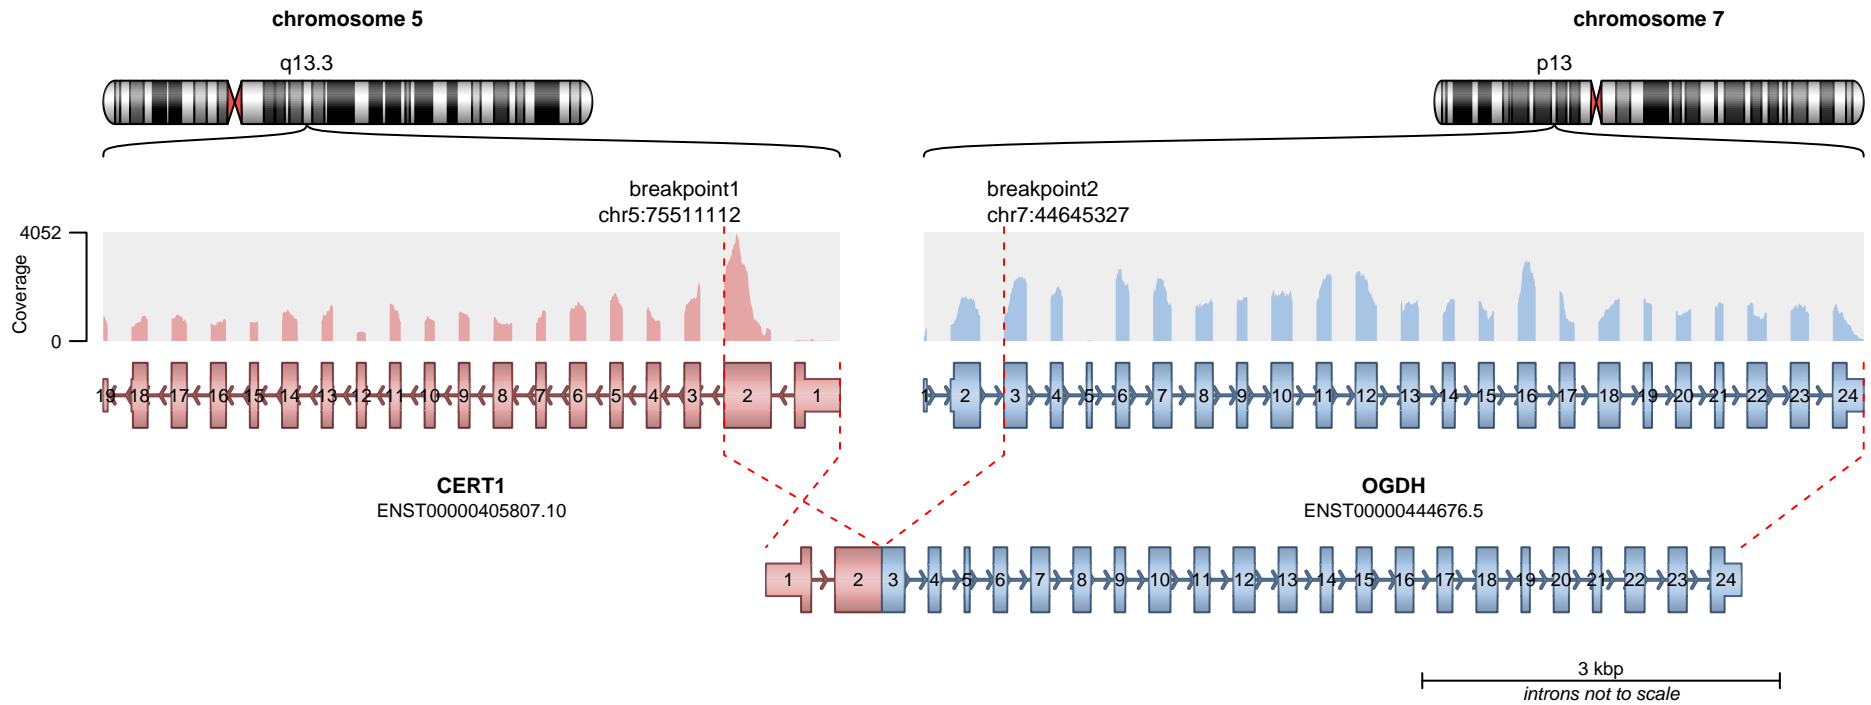 chromosome 5
chromosome 7
q13.3
p13
breakpoint1
chr5:75511112
breakpoint2
chr7:44645327
4052
Coverage
0
19 18 17 16 15 14 13 12 11 10 9 8 7 6 5 4 3 2 1
1 2 3 4 5 6 7 8 9 10 11 12 13 14 15 16 17 18 19 20 21 22 23 24
CERT1
ENST00000405807.10
OGDH
ENST00000444676.5
1 2 3 4 5 6 7 8 9 10 11 12 13 14 15 16 17 18 19 20 21 22 23 24
3 kbp
introns not to scale